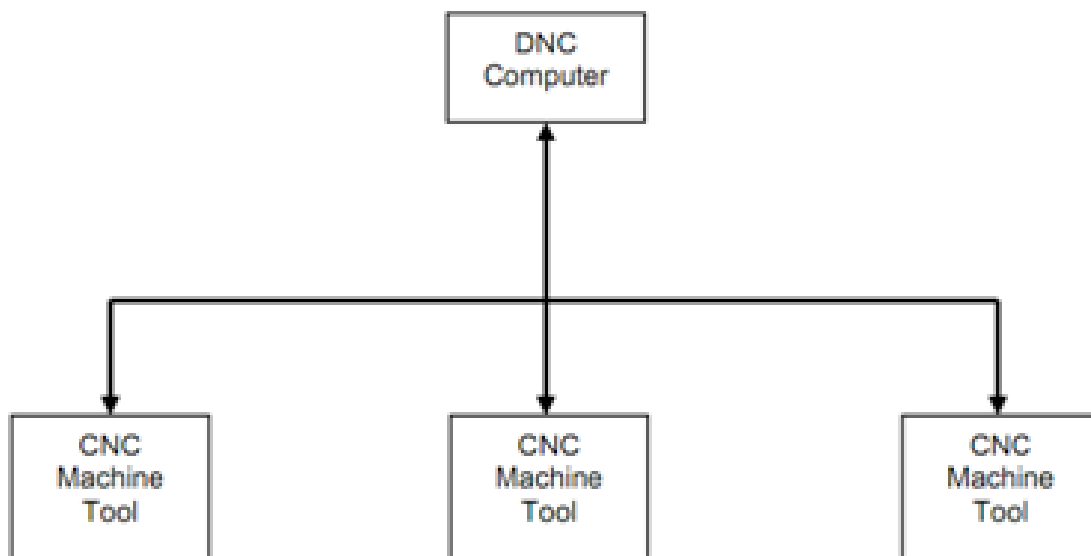 DNC
Computer
CNC
Machine
Tool
CNC
Machine
Tool
CNC
Machine
Tool